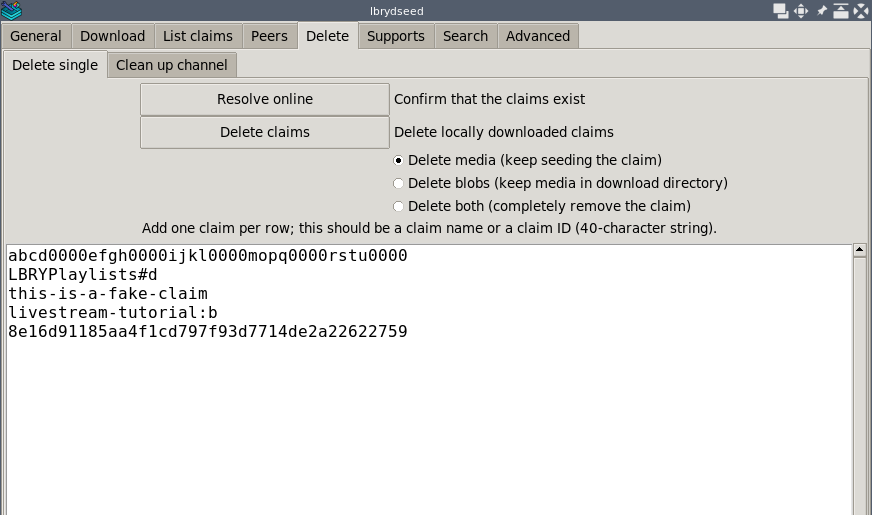 lbrydseed
General Download List claims Peers Delete Supports Search Advanced
Delete single Clean up channel
Resolve online Confirm that the claims exist
Delete claims Delete locally downloaded claims
Delete media (keep seeding the claim)
Delete blobs (keep media in download directory)
Delete both (completely remove the claim)
Add one claim per row; this should be a claim name or a claim ID (40-character string).
abcd0000efgh0000ijkl0000mopq0000rstu0000
LBRYPlaylists#d
this-is-a-fake-claim
livestream-tutorial:b
8e16d91185aa4f1cd797f93d7714de2a22622759